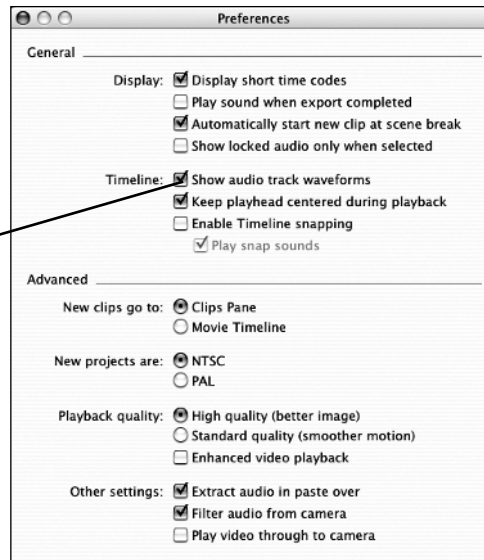 Preferences
General
Display: Display short time codes
Play sound when export completed
Automatically start new clip at scene break
Show locked audio only when selected
Timeline: Show audio track waveforms
Keep playhead centered during playback
Enable Timeline snapping
Play snap sounds
Advanced
New clips go to: Clips Pane
Movie Timeline
New projects are: NTSC
PAL
Playback quality: High quality (better image)
Standard quality (smoother motion)
Enhanced video playback
Other settings: Extract audio in paste over
Filter audio from camera
Play video through to camera